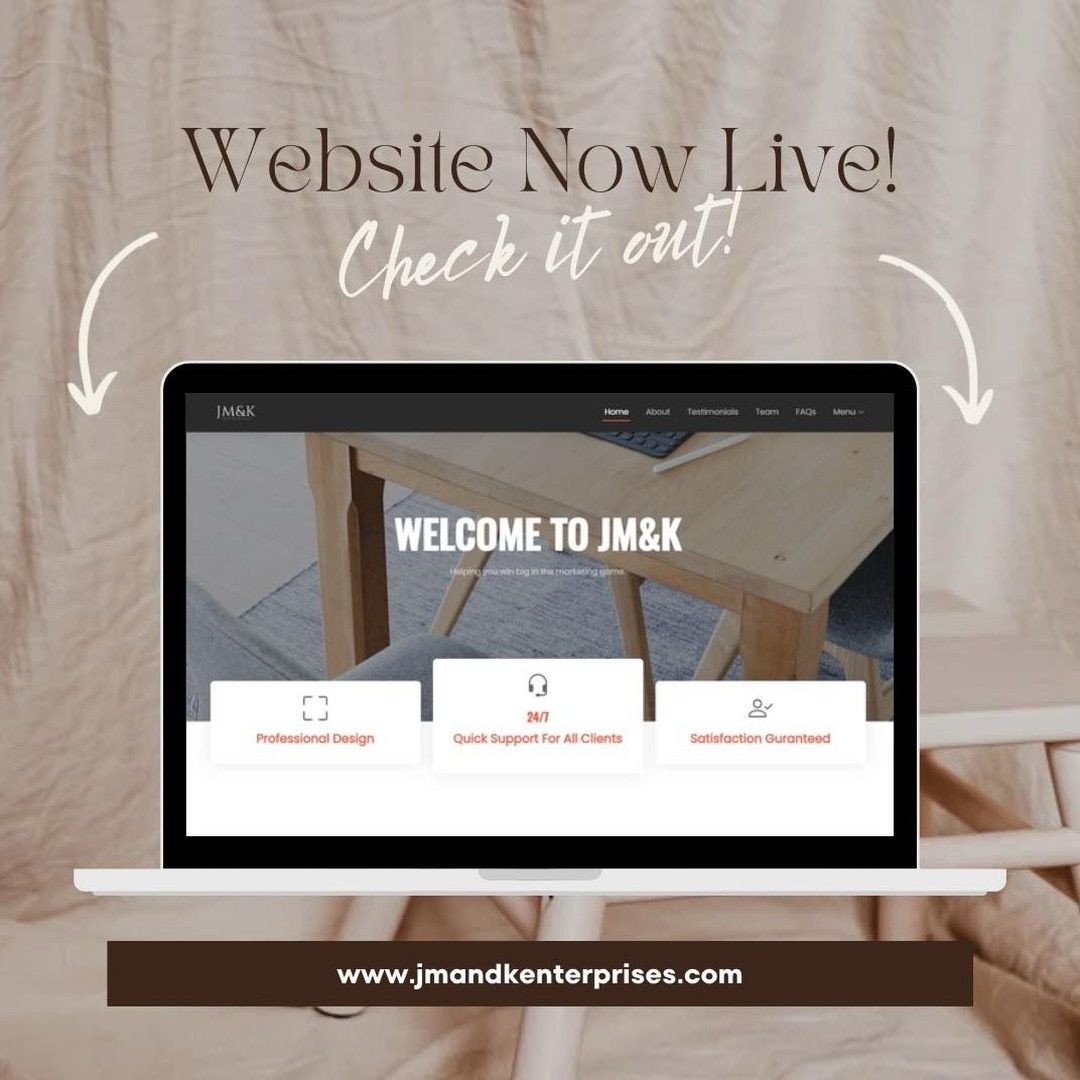 Website Now Live!
Check it out!
JM&K
Home About Testimonials Team FAQs Menu
WELCOME TO JM&K
Helping you win big in the marketing game.
Professional Design
24/7
Quick Support For All Clients
Satisfaction Guranteed
www.jmandkenterprises.com